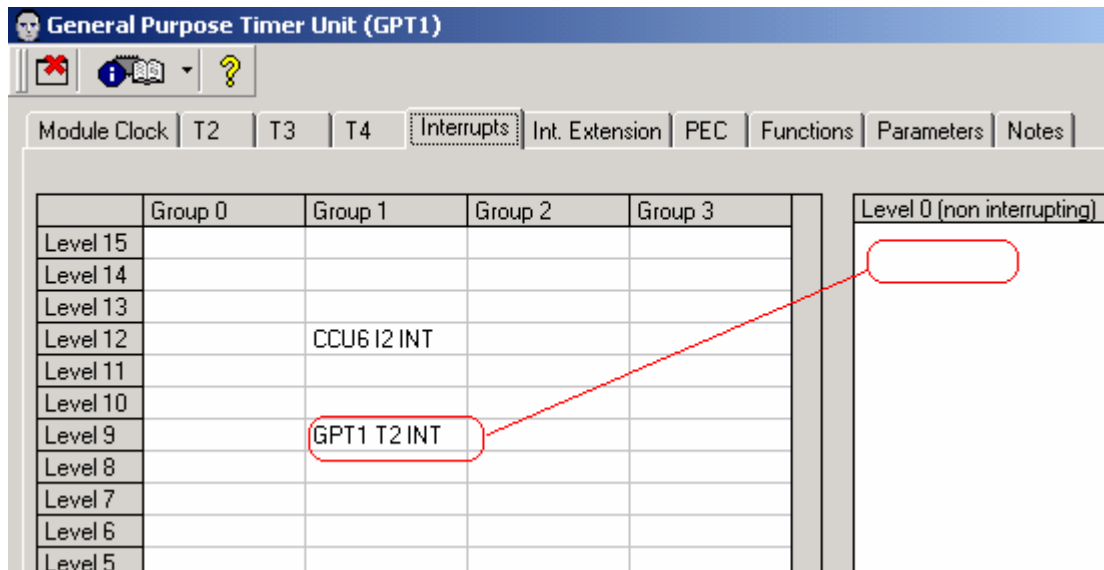 General Purpose Timer Unit (GPT1)
Module Clock T2 T3 T4 Interrupts Int. Extension PEC Functions Parameters Notes
Group 0 Group 1 Group 2 Group 3 Level 0 (non interrupting)
Level 15
Level 14
Level 13
Level 12 CCU6 I2 INT
Level 11
Level 10
Level 9 GPT1 T2 INT
Level 8
Level 7
Level 6
Level 5